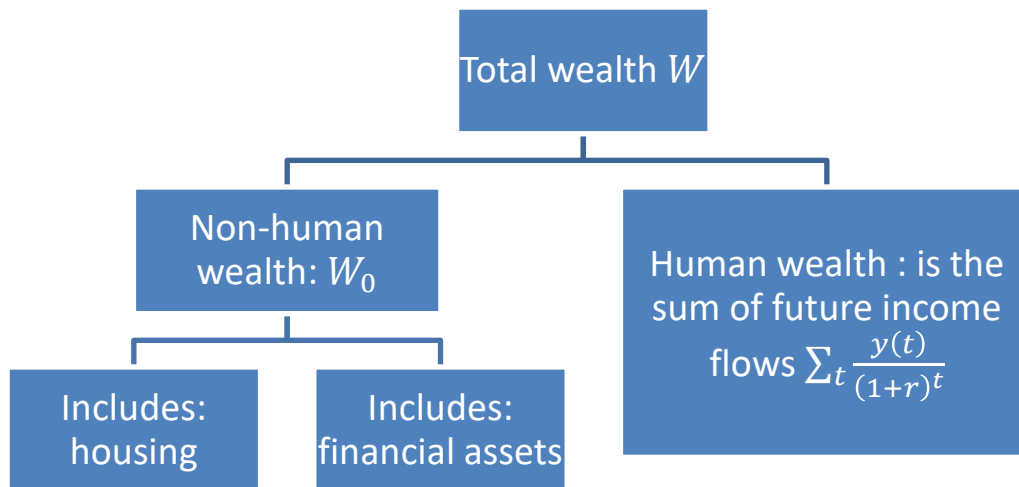 Total wealth 𝑊
Non-human
wealth: 𝑊₀
Human wealth : is the
sum of future income
flows ∑ₜ 𝑦(𝑡)/(1+𝑟)ᵗ
Includes:
housing
Includes:
financial assets